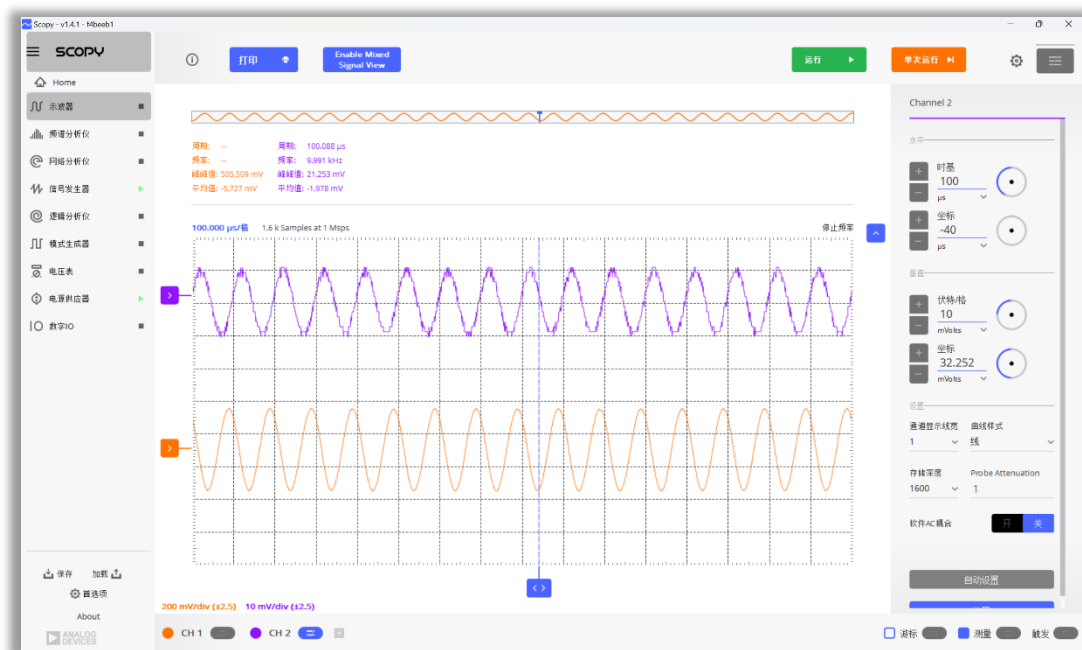 Scopy - v1.4.1 - f4beeb1
SCOPY
打印
Enable Mixed
Signal View
运行
单次运行
Home
示波器
频谱分析仪
网络分析仪
信号发生器
逻辑分析仪
模式生成器
电压表
电源供应器
数字IO
保存 加载
首选项
About
ANALOG
DEVICES
周期: -- 周期: 100.088 µs
频率: -- 频率: 9.991 kHz
峰峰值: 505.509 mV 峰峰值: 21.253 mV
平均值: -5.727 mV 平均值: -1.978 mV
100.000 µs/格 1.6 k Samples at 1 Msps 停止频率
200 mV/div (±2.5) 10 mV/div (±2.5)
CH 1 CH 2
游标 测量 触发
Channel 2
水平
时基
100
µs
坐标
-40
µs
垂直
伏特/格
10
mVolts
坐标
32.252
mVolts
设置
通道显示线宽 曲线样式
1 线
存储深度 Probe Attenuation
1600 1
软件AC耦合 开 关
自动设置